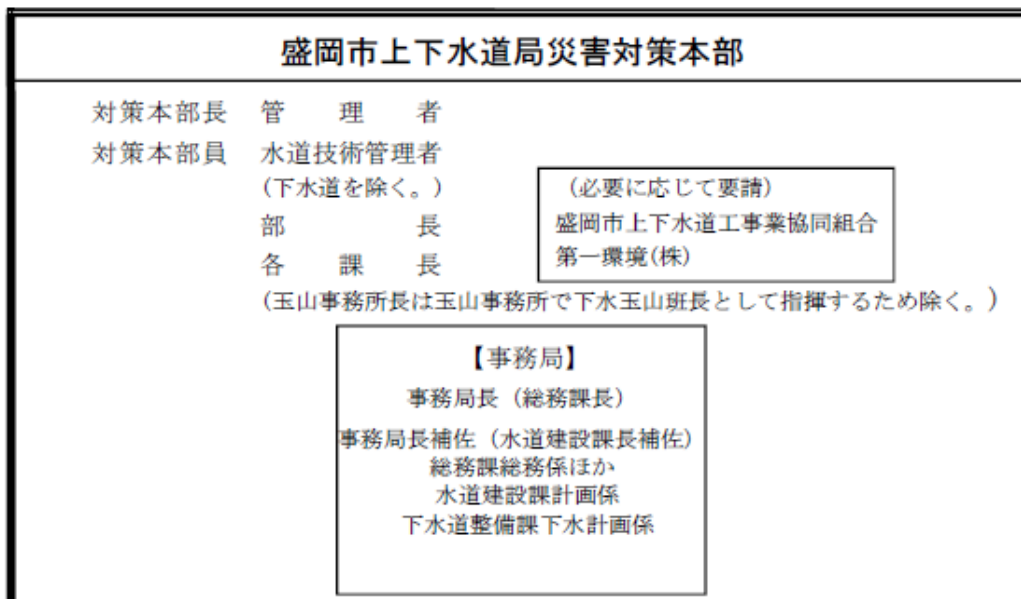 盛岡市上下水道局災害対策本部
対策本部長 管理者
対策本部員 水道技術管理者
(下水道を除く。)
部長
各課長
(玉山事務所長は玉山事務所で下水玉山班長として指揮するため除く。)
(必要に応じて要請)
盛岡市上下水道工事業協同組合
第一環境(株)
【事務局】
事務局長(総務課長)
事務局長補佐(水道建設課長補佐)
総務課総務係ほか
水道建設課計画係
下水道整備課下水計画係